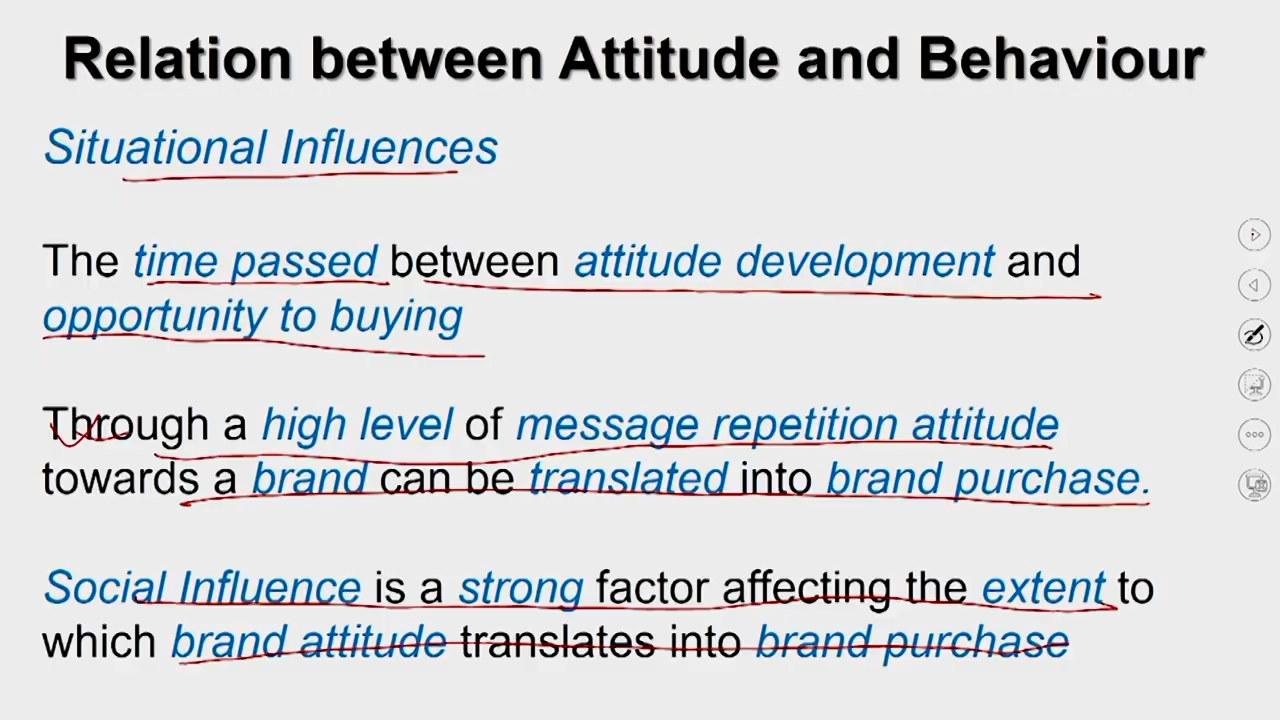 Relation between Attitude and Behaviour
Situational Influences
The time passed between attitude development and
opportunity to buying
Through a high level of message repetition attitude
towards a brand can be translated into brand purchase.
Social Influence is a strong factor affecting the extent to
which brand attitude translates into brand purchase